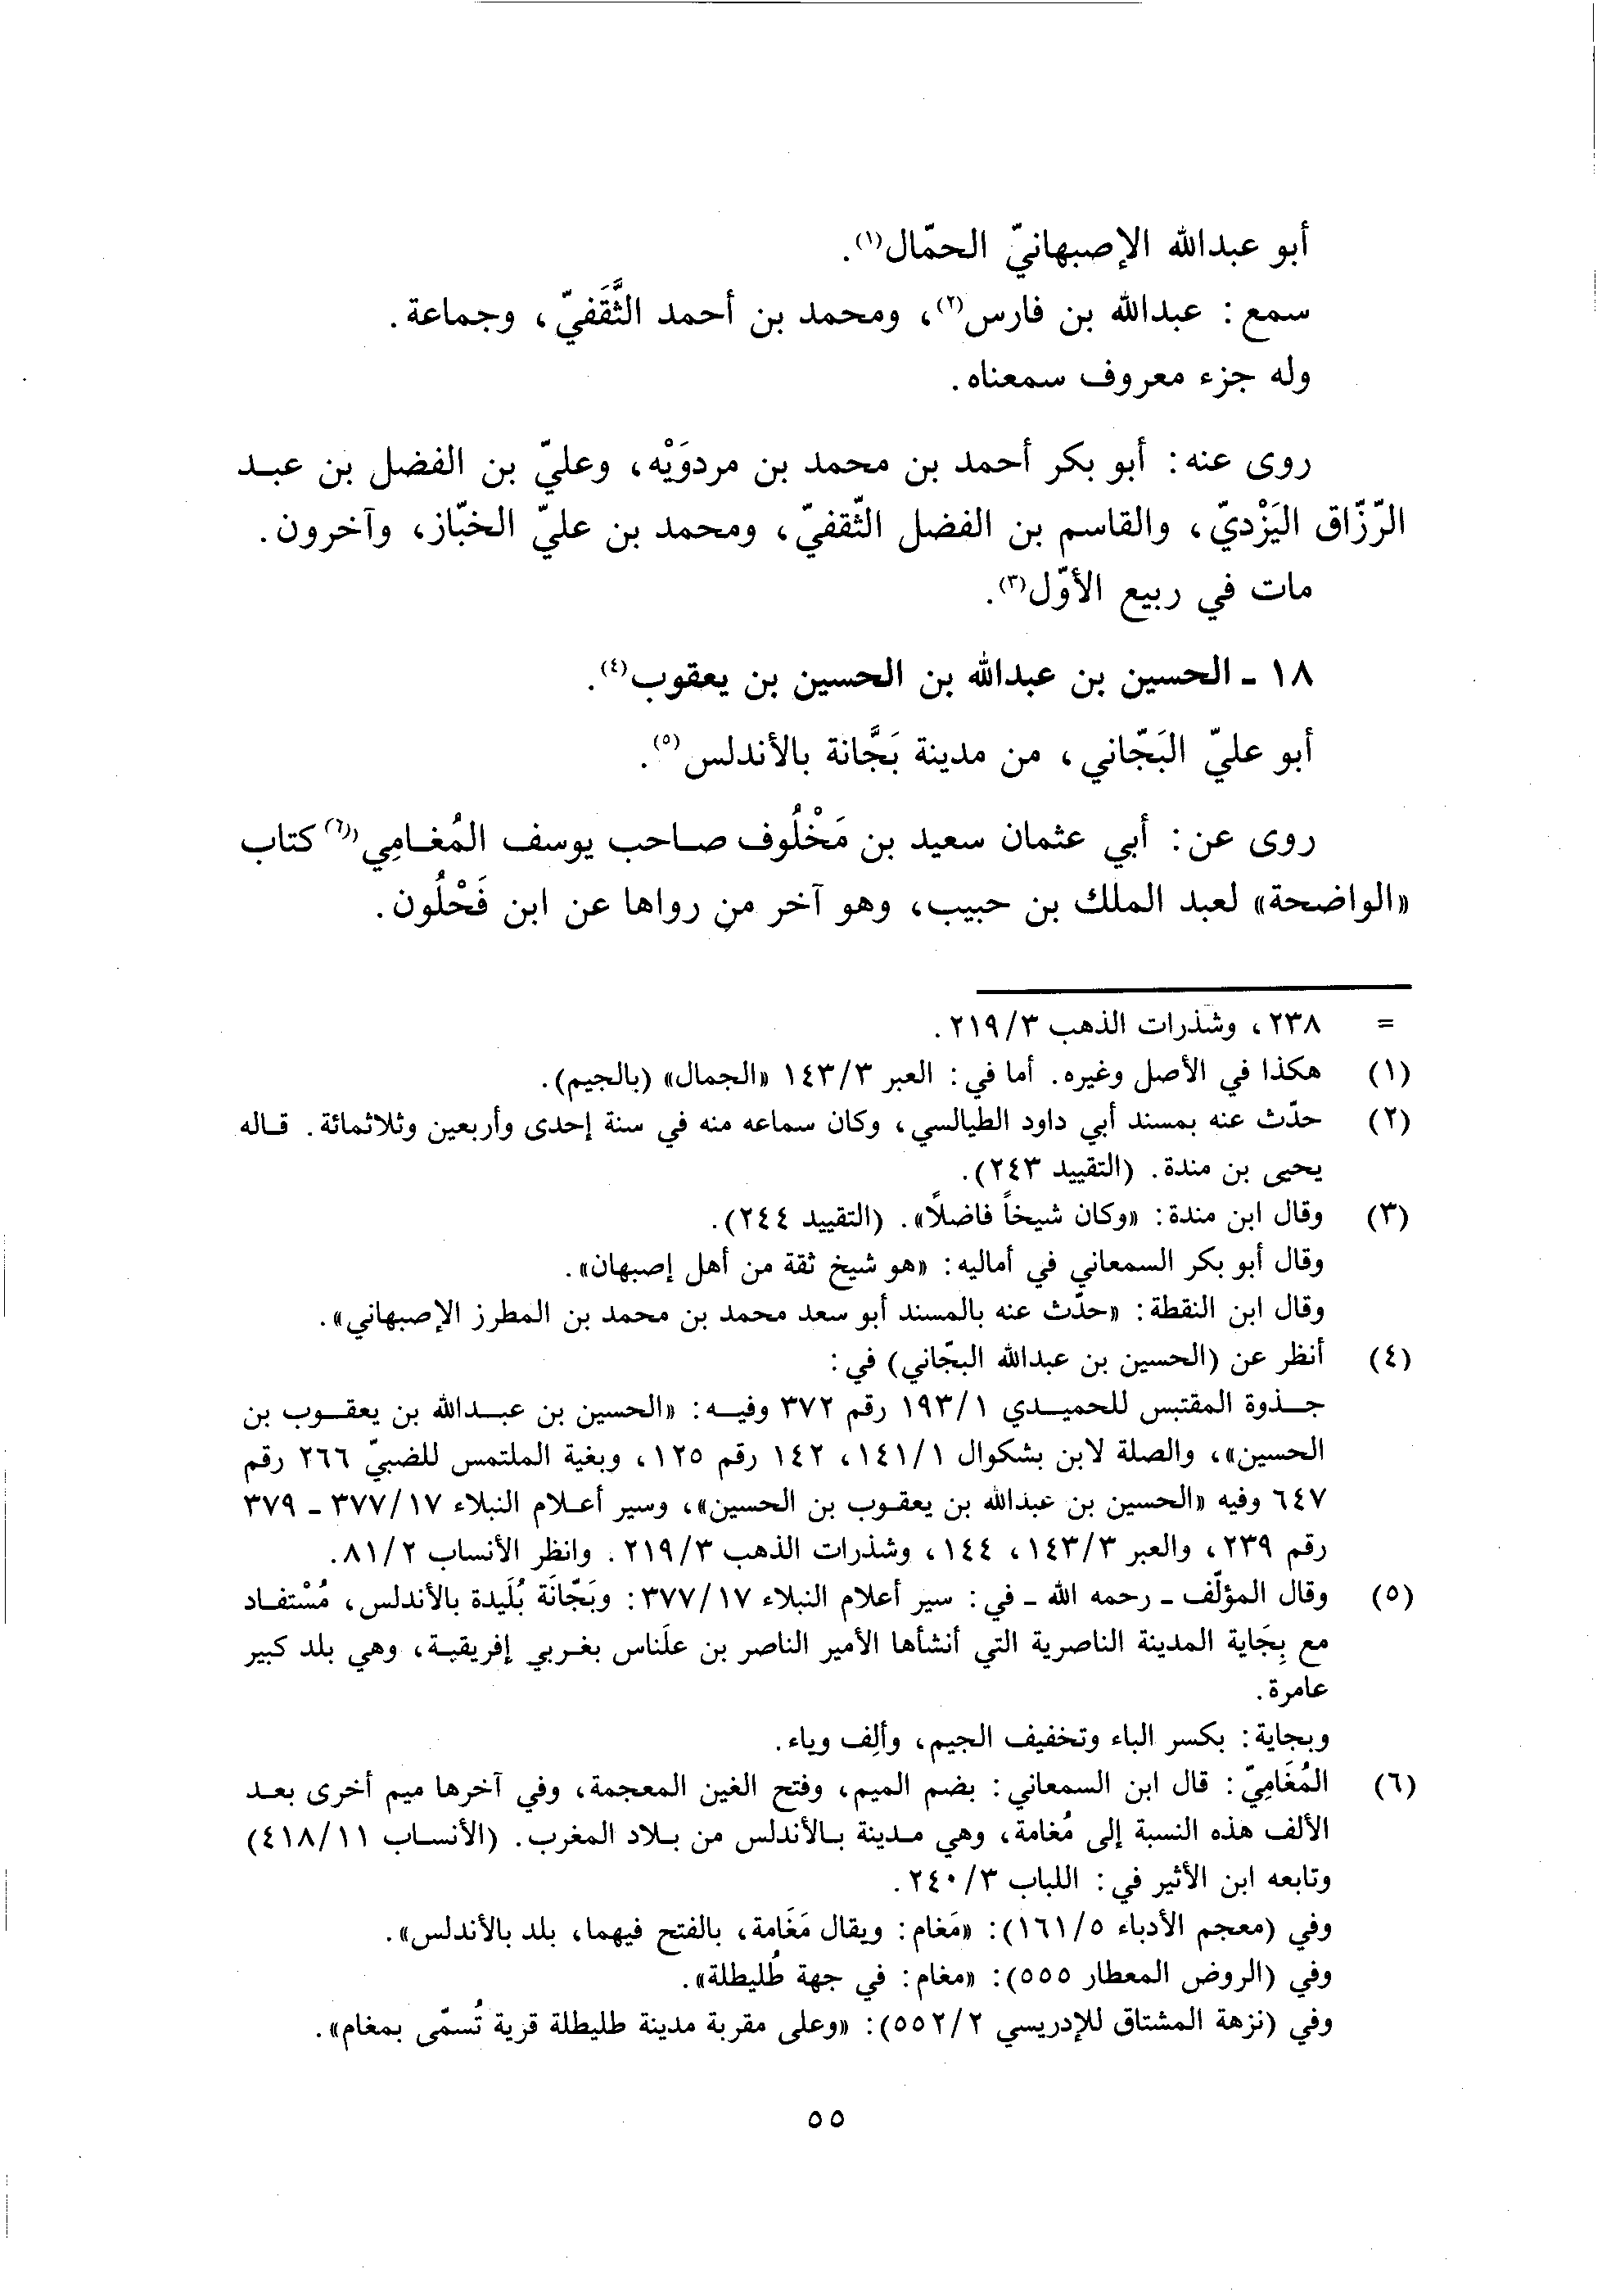 أبو عبدالله الإصبهانيّ الحمّال(١).
سمع: عبدالله بن فارس(٢)، ومحمد بن أحمد الثَّقَفيّ، وجماعة.
وله جزء معروف سمعناه.
روى عنه: أبو بكر أحمد بن محمد بن مردوَيْه، وعليّ بن الفضل بن عبد
الرّزّاق اليَزْديّ، والقاسم بن الفضل الثّقفيّ، ومحمد بن عليّ الخبّاز، وآخرون.
مات في ربيع الأوّل(٣).
١٨ ـ الحسين بن عبدالله بن الحسين بن يعقوب(٤).
أبو عليّ البَجّاني، من مدينة بَجَّانة بالأندلس(٥).
روى عن: أبي عثمان سعيد بن مَخْلُوف صاحب يوسف المُغامِي(٦) كتاب
«الواضحة» لعبد الملك بن حبيب، وهو آخر من رواها عن ابن فَحْلُون.
= ٢٣٨، وشذرات الذهب ٢١٩/٣.
(١) هكذا في الأصل وغيره. أما في: العبر ١٤٣/٣ «الجمال» (بالجيم).
(٢) حدّث عنه بمسند أبي داود الطيالسي، وكان سماعه منه في سنة إحدى وأربعين وثلاثمائة. قاله
يحيى بن مندة. (التقييد ٢٤٣).
(٣) وقال ابن مندة: «وكان شيخاً فاضلاً». (التقييد ٢٤٤).
وقال أبو بكر السمعاني في أماليه: «هو شيخ ثقة من أهل إصبهان».
وقال ابن النقطة: «حدّث عنه بالمسند أبو سعد محمد بن محمد بن المطرز الإصبهاني».
(٤) أنظر عن (الحسين بن عبدالله البجّاني) في:
جذوة المقتبس للحميدي ١٩٣/١ رقم ٣٧٢ وفيه: «الحسين بن عبدالله بن يعقوب بن
الحسين»، والصلة لابن بشكوال ١٤١/١، ١٤٢ رقم ١٢٥، وبغية الملتمس للضبيّ ٢٦٦ رقم
٦٤٧ وفيه «الحسين بن عبدالله بن يعقوب بن الحسين»، وسير أعلام النبلاء ٣٧٧/١٧ ـ ٣٧٩
رقم ٢٣٩، والعبر ١٤٣/٣، ١٤٤، وشذرات الذهب ٢١٩/٣. وانظر الأنساب ٨١/٢.
(٥) وقال المؤلّف ـ رحمه الله ـ في: سير أعلام النبلاء ٣٧٧/١٧: وبَجّانَة بُلَيدة بالأندلس، مُسْتفاد
مع بِجَاية المدينة الناصرية التي أنشأها الأمير الناصر بن علَناس بغربي إفريقية، وهي بلد كبير
عامرة.
وبجاية: بكسر الباء وتخفيف الجيم، وألِف وياء.
(٦) المُغَامِيّ: قال ابن السمعاني: بضم الميم، وفتح الغين المعجمة، وفي آخرها ميم أخرى بعد
الألف هذه النسبة إلى مُغامة، وهي مدينة بالأندلس من بلاد المغرب. (الأنساب ٤١٨/١١)
وتابعه ابن الأثير في: اللباب ٢٤٠/٣.
وفي (معجم الأدباء ١٦١/٥): «مَغام: ويقال مَغَامة، بالفتح فيهما، بلد بالأندلس».
وفي (الروض المعطار ٥٥٥): «مغام: في جهة طُليطلة».
وفي (نزهة المشتاق للإدريسي ٥٥٢/٢): «وعلى مقربة مدينة طليطلة قرية تُسمّى بمغام».
٥٥